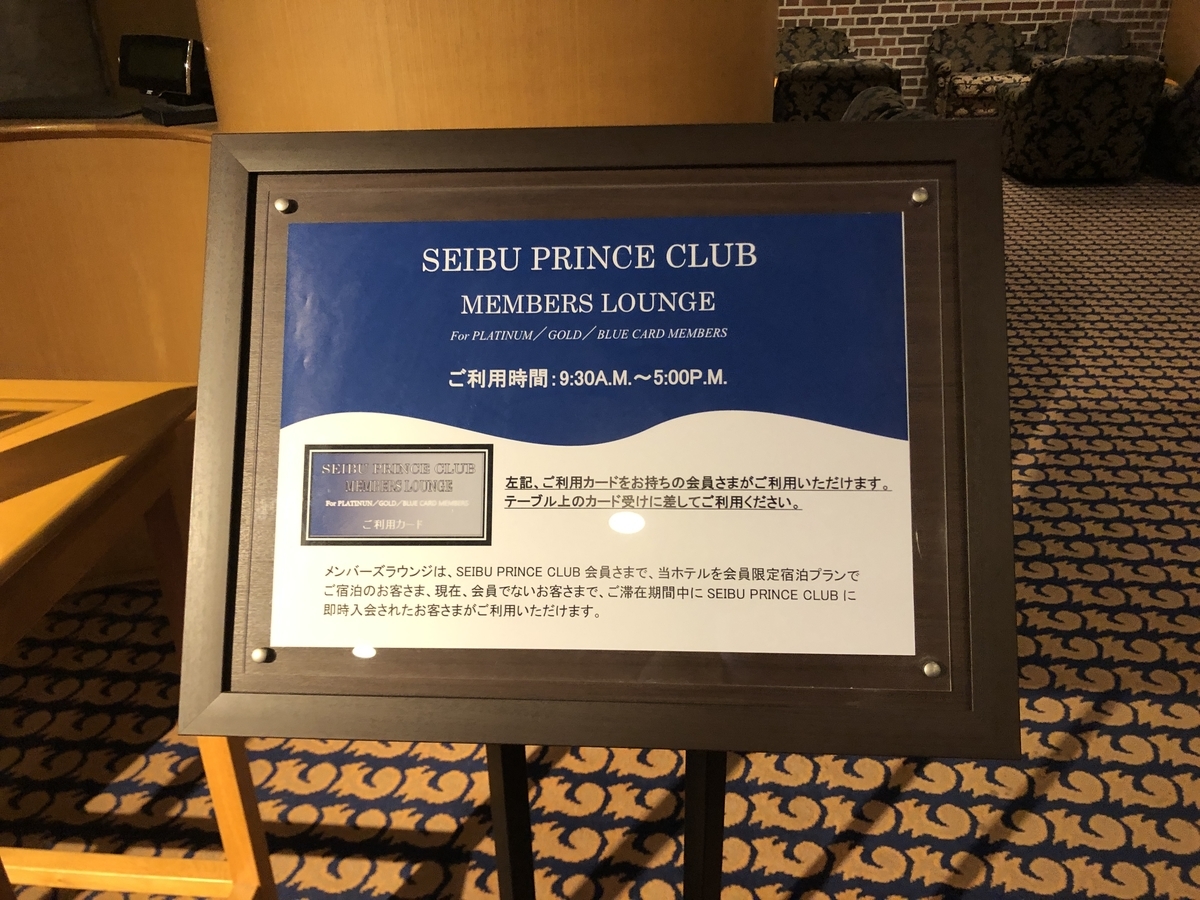 SEIBU PRINCE CLUB
MEMBERS LOUNGE
For PLATINUM／GOLD／BLUE CARD MEMBERS
ご利用時間：9:30A.M.～5:00P.M.
SEIBU PRINCE CLUB
MEMBERS LOUNGE
For PLATINUM／GOLD／BLUE CARD MEMBERS
ご利用カード
左記、ご利用カードをお持ちの会員さまがご利用いただけます。
テーブル上のカード受けに差してご利用ください。
メンバーズラウンジは、SEIBU PRINCE CLUB 会員さまで、当ホテルを会員限定宿泊プランで
ご宿泊のお客さま、現在、会員でないお客さまで、ご滞在期間中に SEIBU PRINCE CLUB に
即時入会されたお客さまがご利用いただけます。